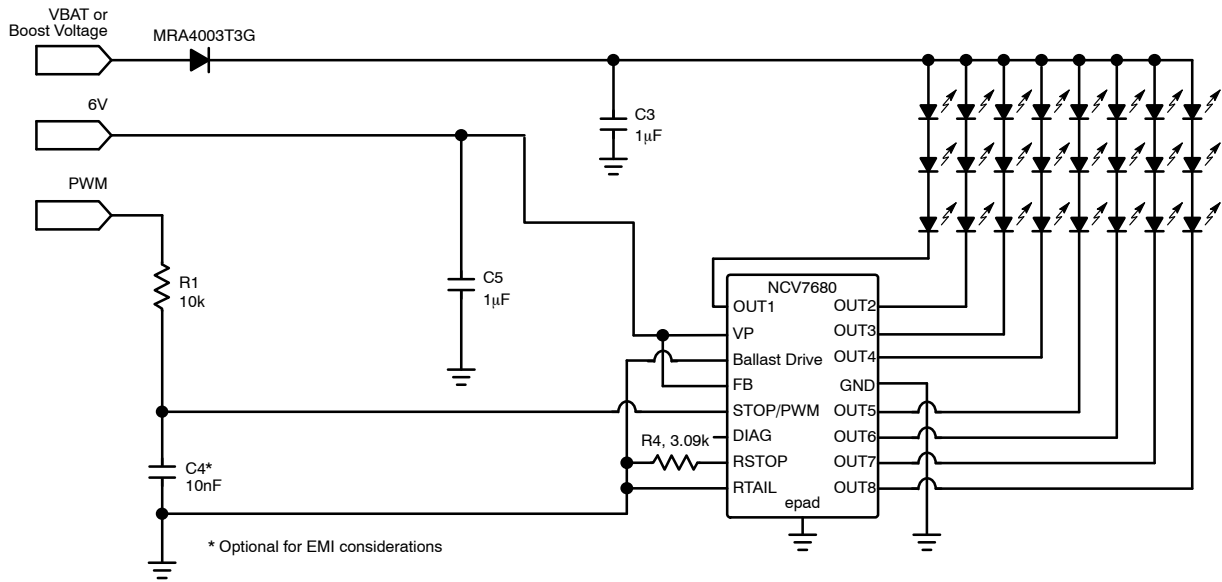 VBAT or
Boost Voltage
MRA4003T3G
6V
C3
1μF
PWM
R1
10k
C5
1μF
NCV7680
OUT1
OUT2
VP
OUT3
Ballast Drive
OUT4
FB
GND
STOP/PWM
OUT5
R4, 3.09k
DIAG
OUT6
RSTOP
OUT7
RTAIL
OUT8
epad
C4*
10nF
* Optional for EMI considerations